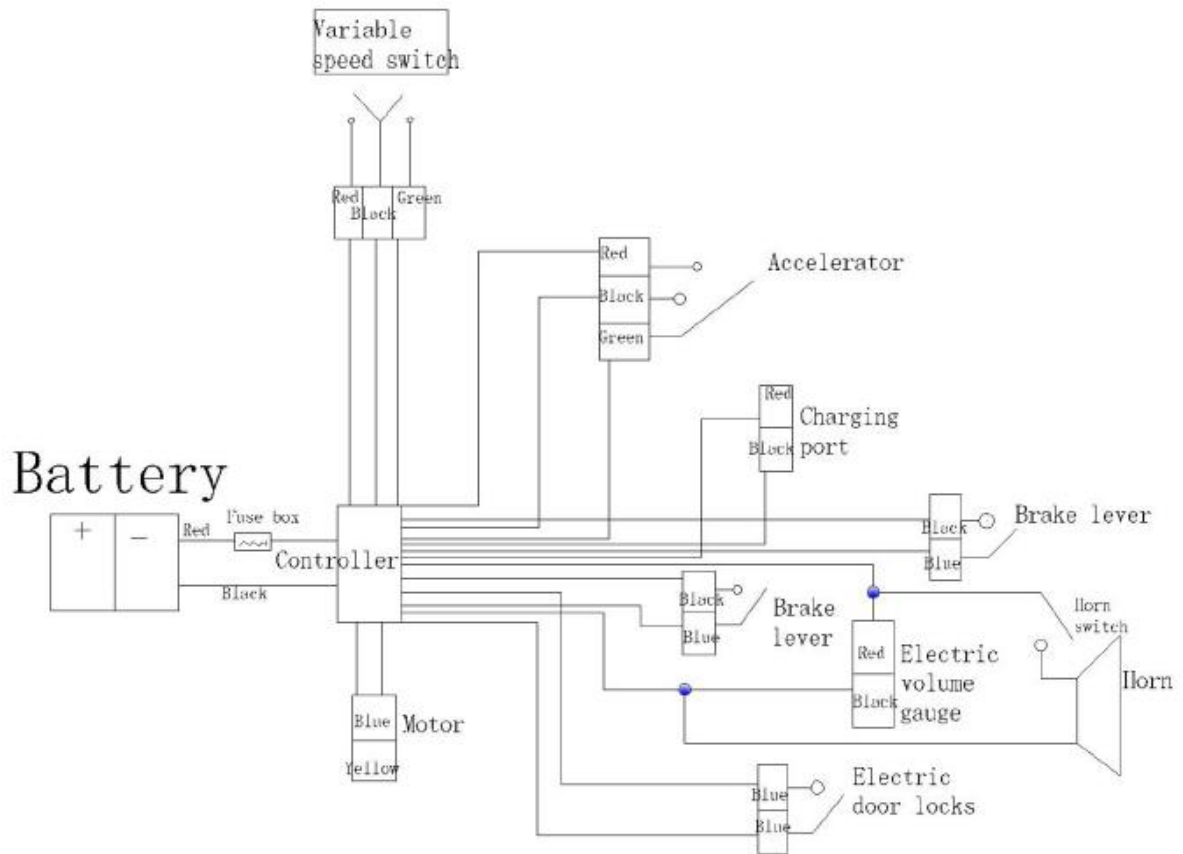 Variable
speed switch
Red
Black
Green
Red
Black
Green
Accelerator
Red
Black
Charging
port
Battery
+
-
Red
Fuse box
Black
Controller
Black
Blue
Brake lever
Black
Blue
Brake
lever
Horn
switch
Red
Black
Electric
volume
gauge
Horn
Blue
Yellow
Motor
Blue
Blue
Electric
door locks